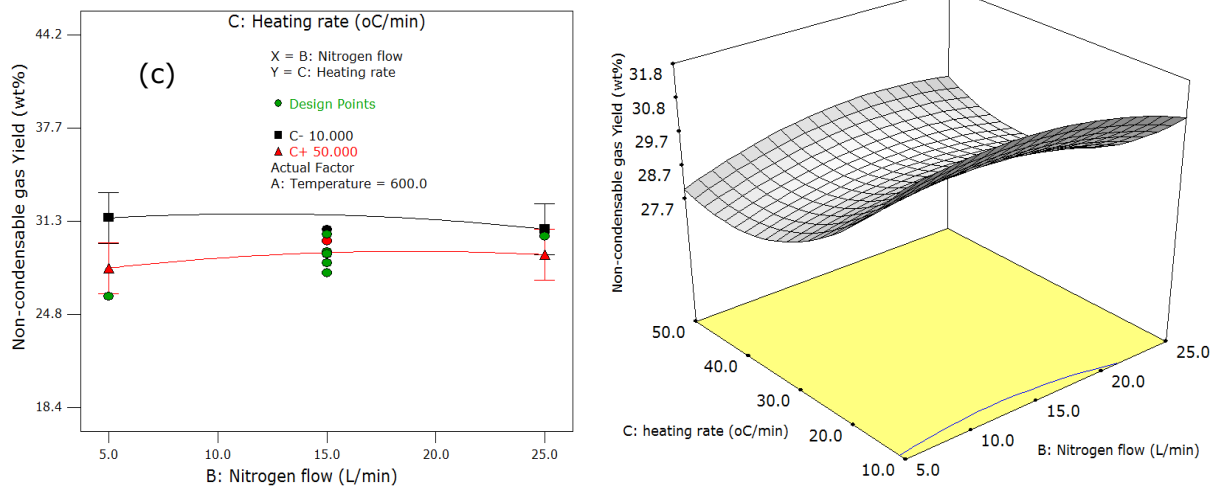 C: Heating rate (oC/min)
X = B: Nitrogen flow
Y = C: Heating rate
(c)
Design Points
C- 10.000
C+ 50.000
Actual Factor
A: Temperature = 600.0
Non-condensable gas Yield (wt%)
44.2
37.7
31.3
24.8
18.4
5.0
10.0
15.0
20.0
25.0
B: Nitrogen flow (L/min)
Non-condensable gas Yield (wt%)
31.8
30.8
29.7
28.7
27.7
50.0
40.0
30.0
20.0
10.0
C: heating rate (oC/min)
5.0
10.0
15.0
20.0
25.0
B: Nitrogen flow (L/min)